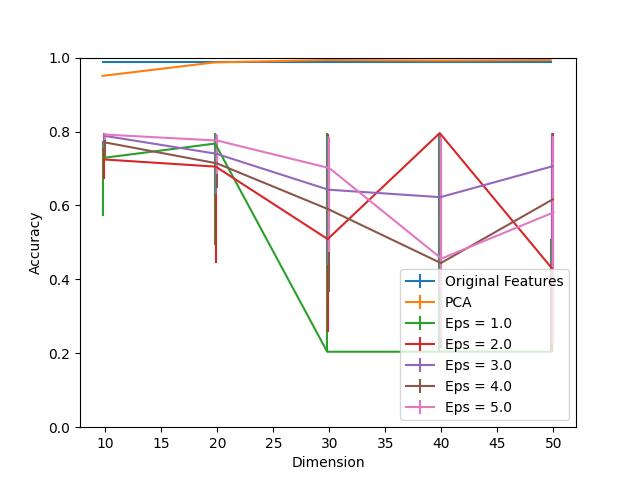 1.0
0.8
0.6
0.4
0.2
0.0
Accuracy
10
15
20
25
30
35
40
45
50
Dimension
Original Features
PCA
Eps = 1.0
Eps = 2.0
Eps = 3.0
Eps = 4.0
Eps = 5.0